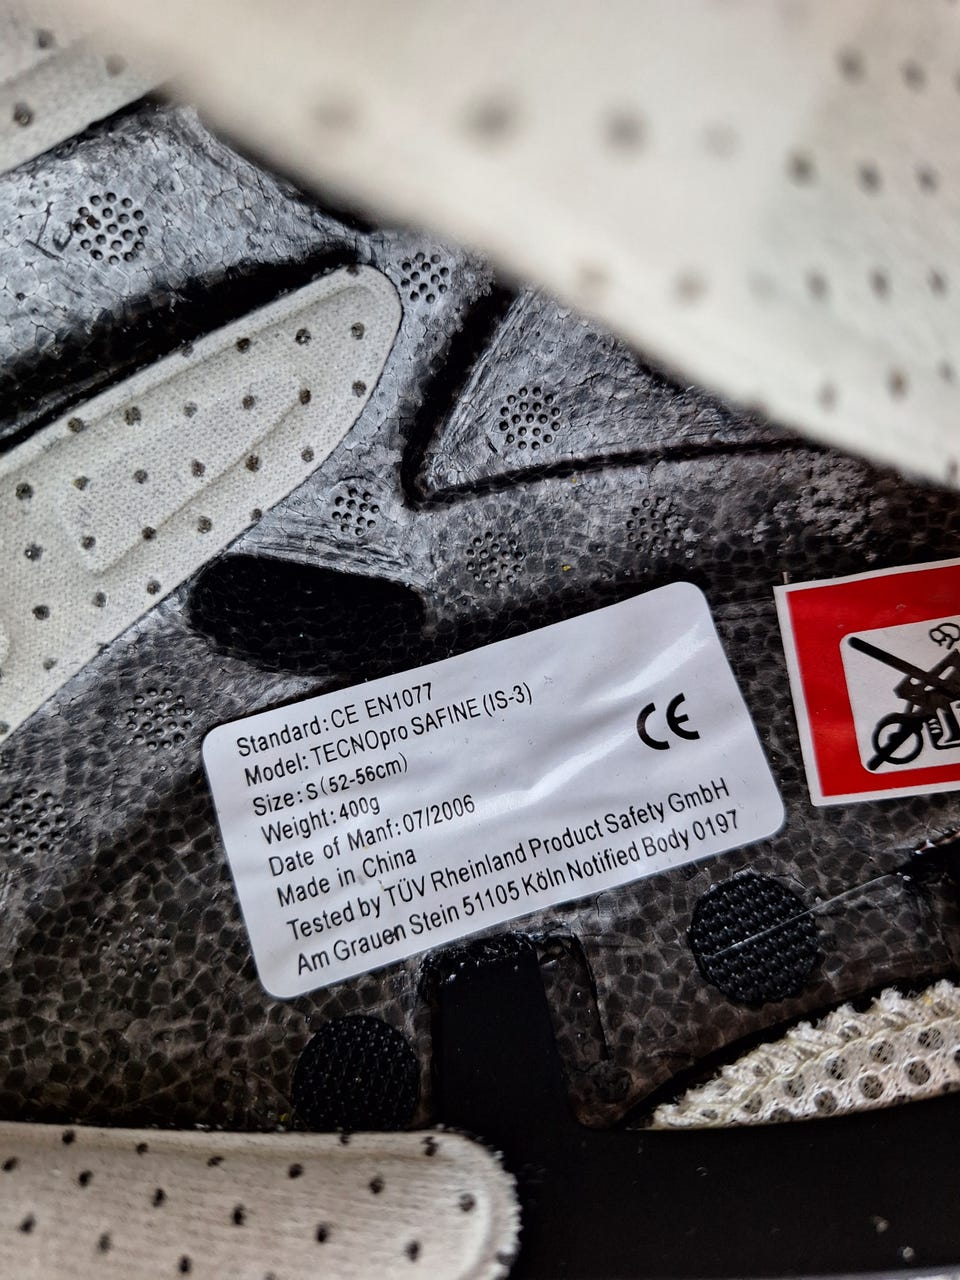 Standard: CE EN1077
Model: TECNOpro SAFINE (IS-3)
Size: S (52-56cm)
Weight: 400g
Date of Manf: 07/2006
Made in China
Tested by TÜV Rheinland Product Safety GmbH
Am Grauen Stein 51105 Köln Notified Body 0197
CE